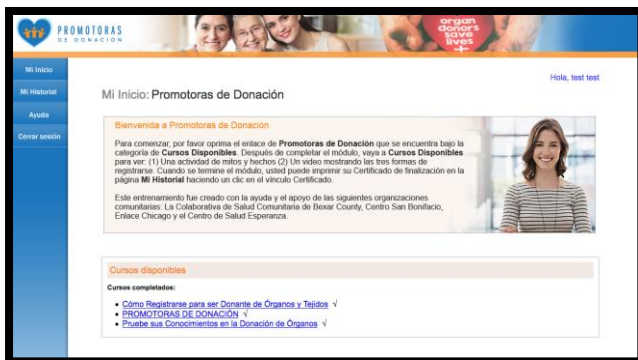 PROMOTORAS
DE DONACIÓN
organ
donors
save
lives
Mi Inicio
Mi Historial
Ayuda
Cerrar sesión
Hola, test test
Mi Inicio: Promotoras de Donación
Bienvenida a Promotoras de Donación
Para comenzar, por favor oprima el enlace de Promotoras de Donación que se encuentra bajo la
categoria de Cursos Disponibles. Después de completar el módulo, vaya a Cursos Disponibles
para ver: (1) Una actividad de mitos y hechos (2) Un video mostrando las tres formas de
registrarse. Cuando se termine el módulo, usted puede imprimir su Certificado de finalización en la
página Mi Historial haciendo un clic en el vínculo Certificado.
Este entrenamiento fue creado con la ayuda y el apoyo de las siguientes organizaciones
comunitarias: La Colaborativa de Salud Comunitaria de Bexar County, Centro San Bonifacio,
Enlace Chicago y el Centro de Salud Esperanza.
Cursos disponibles
Cursos completados:
• Cómo Registrarse para ser Donante de Órganos y Tejidos √
• PROMOTORAS DE DONACIÓN √
• Pruebe sus Conocimientos en la Donación de Órganos √